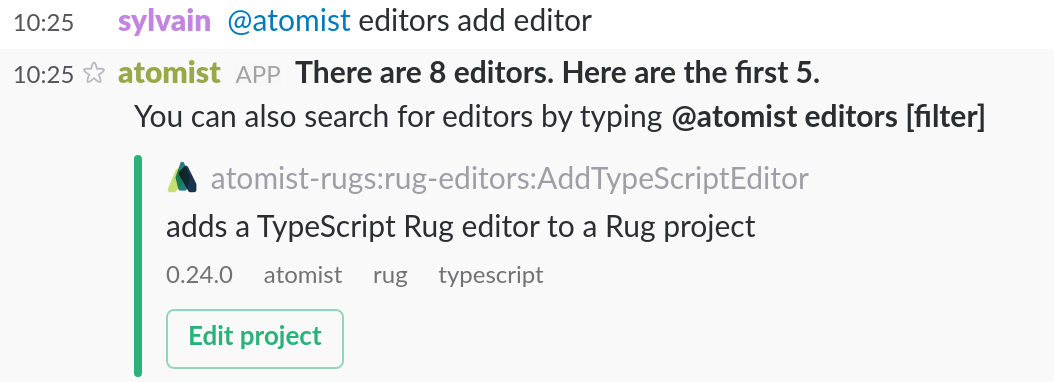 10:25 sylvain @atomist editors add editor
10:25 atomist APP There are 8 editors. Here are the first 5.
You can also search for editors by typing @atomist editors [filter]
atomist-rugs:rug-editors:AddTypeScriptEditor
adds a TypeScript Rug editor to a Rug project
0.24.0 atomist rug typescript
Edit project